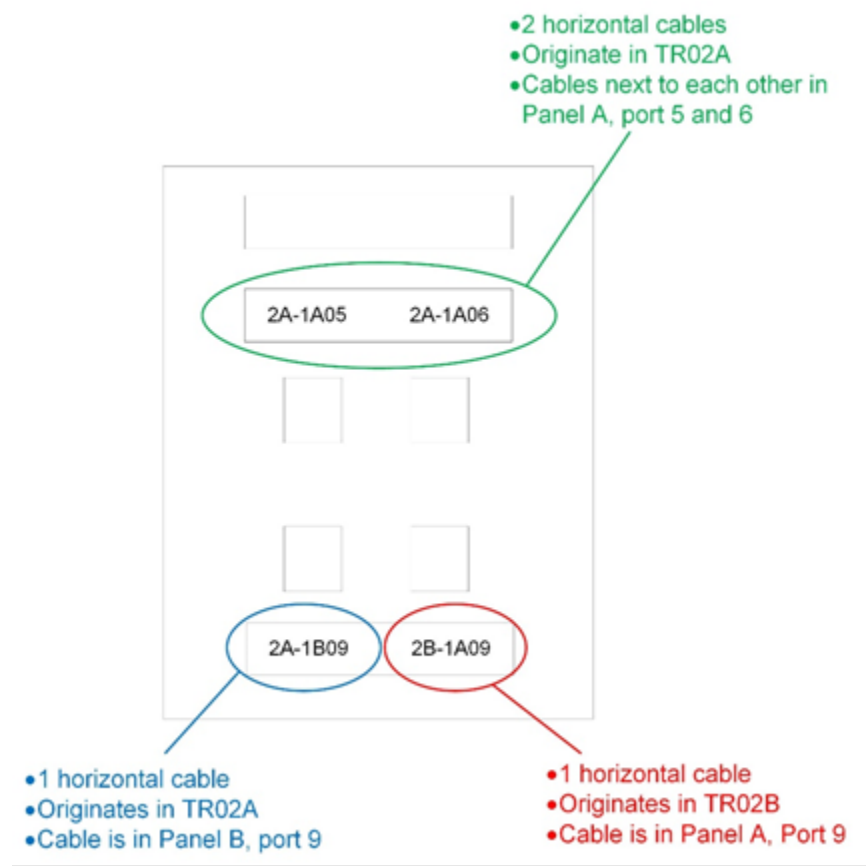 •2 horizontal cables
•Originate in TR02A
•Cables next to each other in
Panel A, port 5 and 6
2A-1A05 2A-1A06
2A-1B09 2B-1A09
•1 horizontal cable
•Originates in TR02A
•Cable is in Panel B, port 9
•1 horizontal cable
•Originates in TR02B
•Cable is in Panel A, Port 9